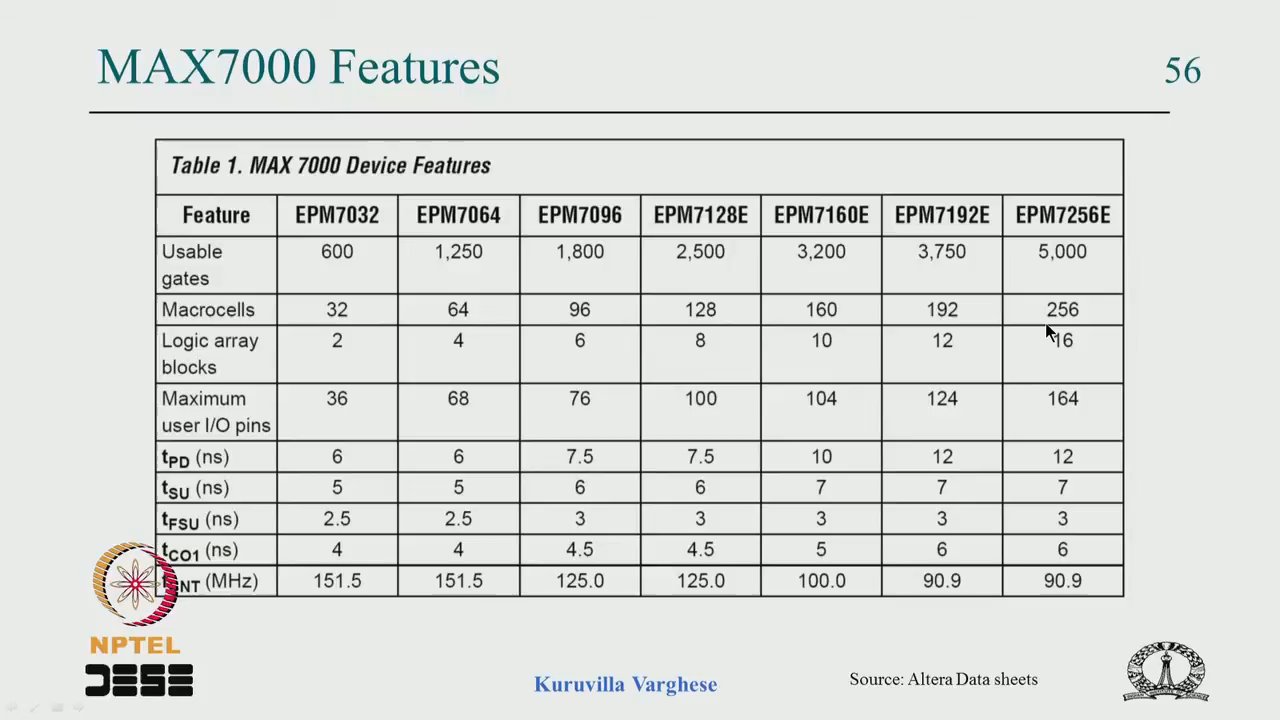 MAX7000 Features 56
Table 1. MAX 7000 Device Features
Feature EPM7032 EPM7064 EPM7096 EPM7128E EPM7160E EPM7192E EPM7256E
Usable gates 600 1,250 1,800 2,500 3,200 3,750 5,000
Macrocells 32 64 96 128 160 192 256
Logic array blocks 2 4 6 8 10 12 16
Maximum user I/O pins 36 68 76 100 104 124 164
tPD (ns) 6 6 7.5 7.5 10 12 12
tSU (ns) 5 5 6 6 7 7 7
tFSU (ns) 2.5 2.5 3 3 3 3 3
tCO1 (ns) 4 4 4.5 4.5 5 6 6
NT (MHz) 151.5 151.5 125.0 125.0 100.0 90.9 90.9
NPTEL
DESE
Kuruvilla Varghese
Source: Altera Data sheets